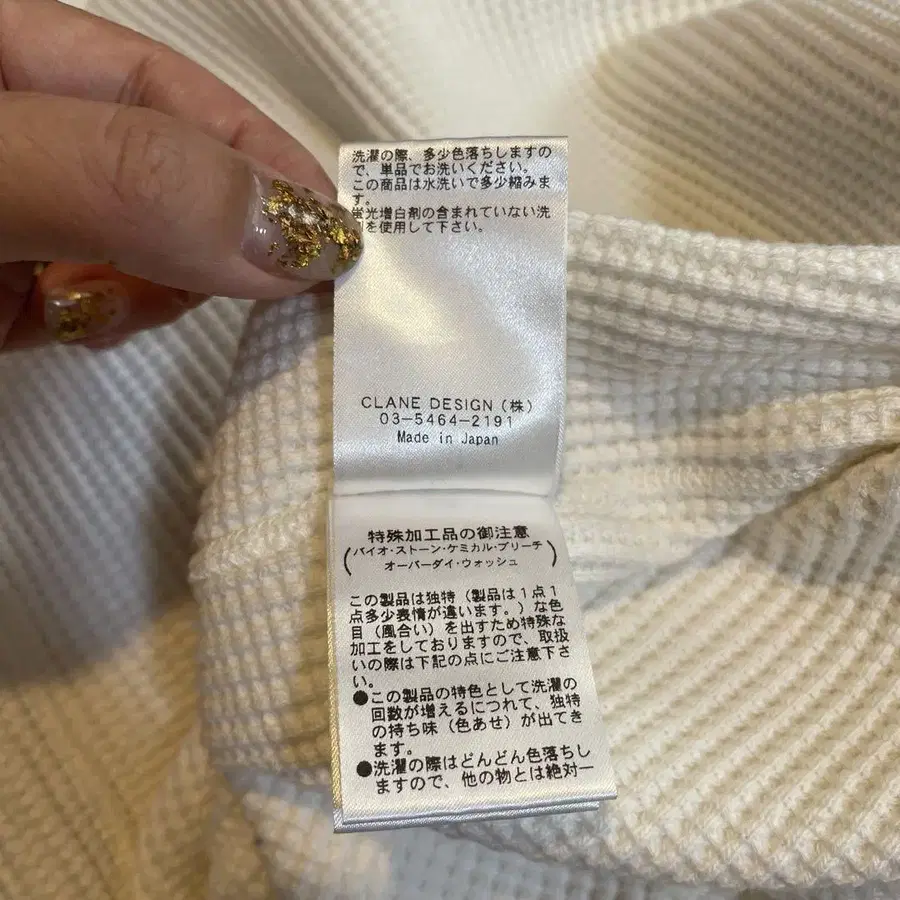 洗濯の際、多少色落ちしますの
で、単品でお洗いください。
この商品は水洗いで多少縮みま
す。
蛍光増白剤の含まれていない洗
を使用して下さい。
CLANE DESIGN (株)
03-5464-2191
Made in Japan
特殊加工品の御注意
(バイオ・ストーン・ケミカル・ブリーチ
オーバーダイ・ウォッシュ)
この製品は独特(製品は1点1
点多少表情が違います。)な色
目(風合い)を出すため特殊な
加工をしておりますので、取扱
いの際は下記の点にご注意下さ
い。
●この製品の特色として洗濯の
回数が増えるにつれて、独特
の持ち味(色あせ)が出てき
ます。
●洗濯の際はどんどん色落ちし
ますので、他の物とは絶対一